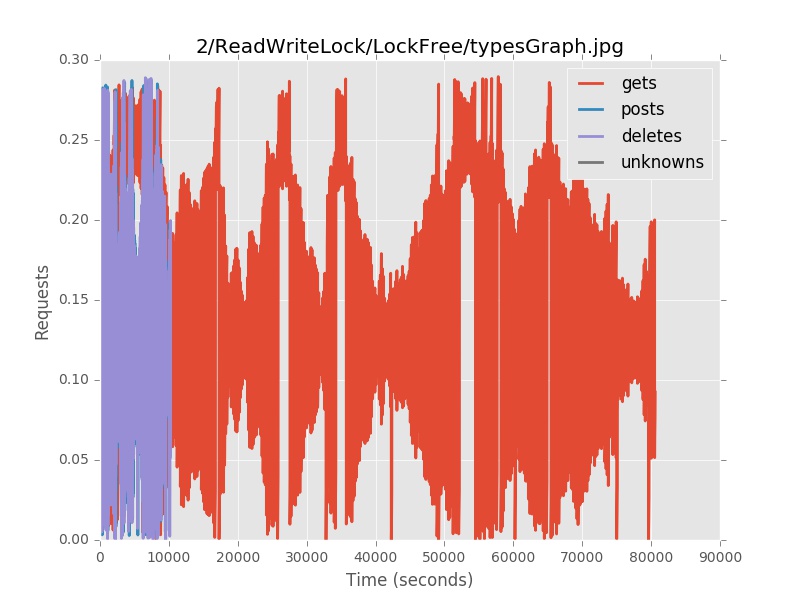 2/ReadWriteLock/LockFree/typesGraph.jpg
0.30
0.25
0.20
0.15
0.10
0.05
0.00
Requests
gets
posts
deletes
unknowns
0 10000 20000 30000 40000 50000 60000 70000 80000 90000
Time (seconds)